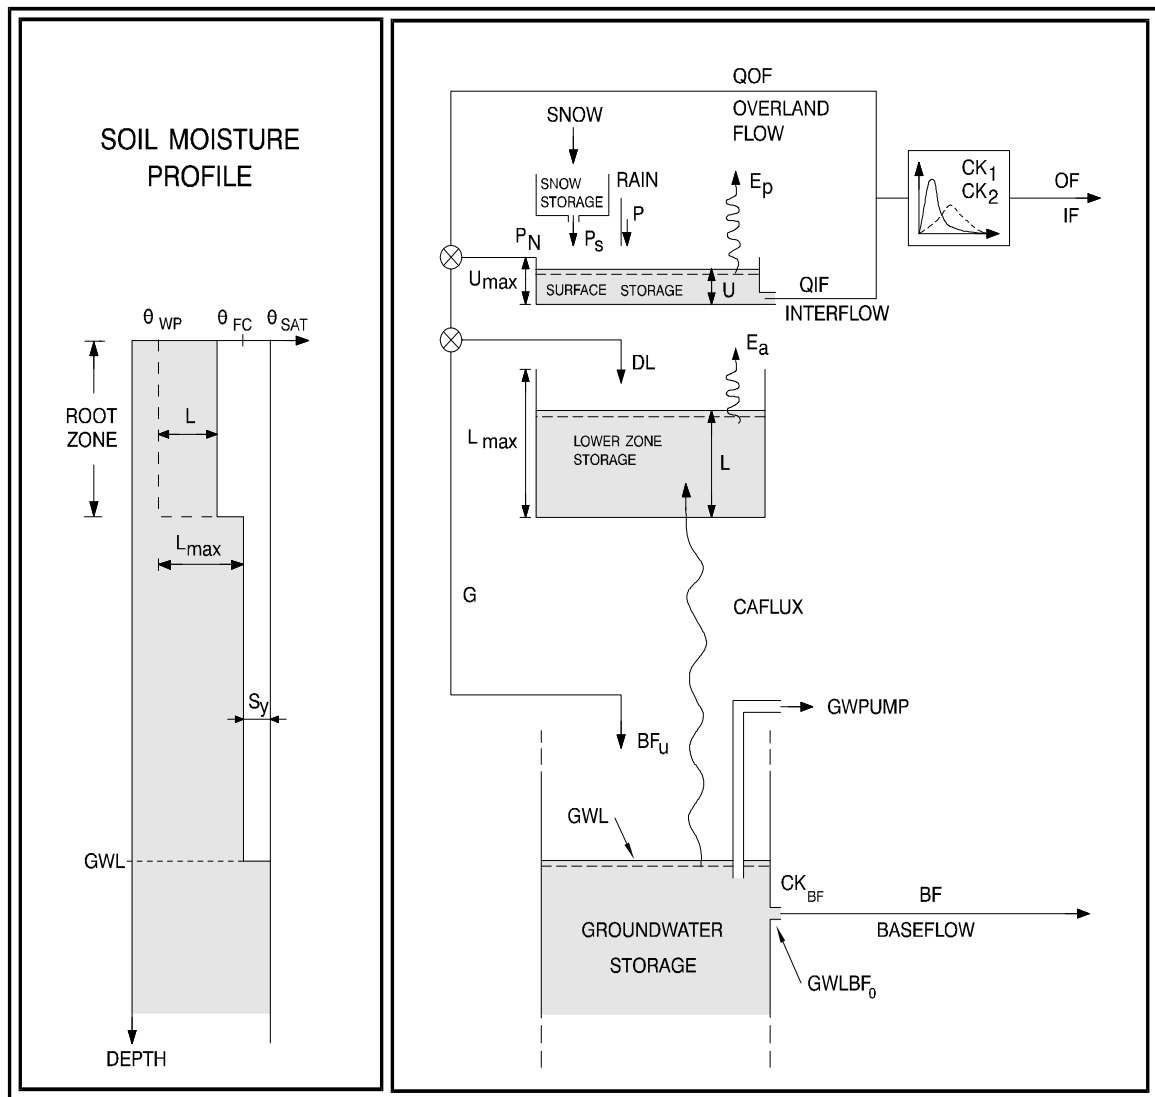 SOIL MOISTURE
PROFILE
θ WP
θ FC
θ SAT
ROOT
ZONE
L
Lmax
Sy
GWL
DEPTH
QOF
OVERLAND
FLOW
SNOW
SNOW
STORAGE
RAIN
P
Ps
PN
Ep
CK1
CK2
OF
IF
Umax
SURFACE STORAGE
U
QIF
INTERFLOW
DL
Ea
Lmax
LOWER ZONE
STORAGE
L
G
CAFLUX
GWPUMP
BFu
GWL
CKBF
BF
BASEFLOW
GROUNDWATER
STORAGE
GWLBF0